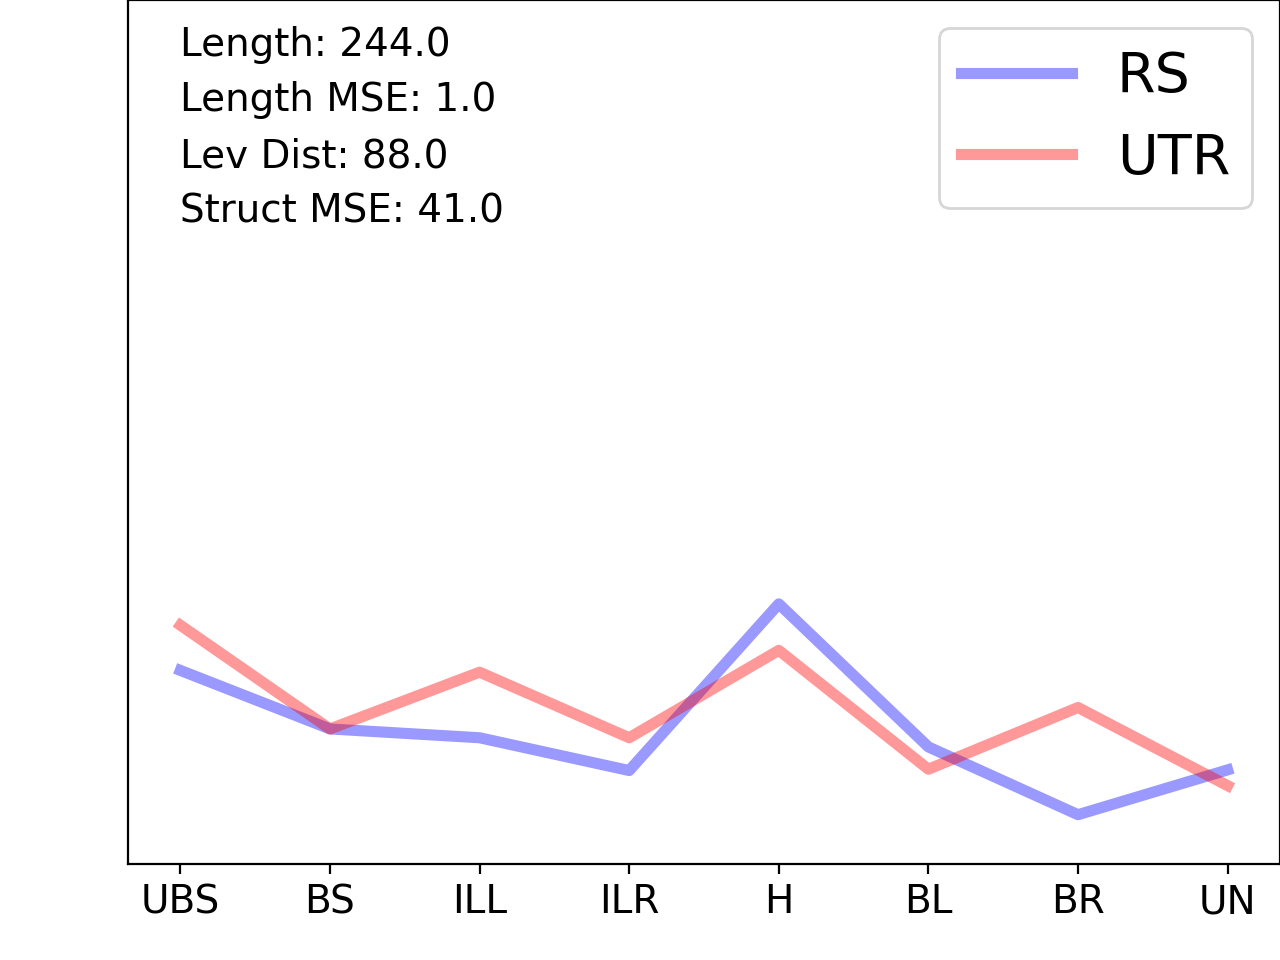 Length: 244.0
Length MSE: 1.0
Lev Dist: 88.0
Struct MSE: 41.0
RS
UTR
UBS BS ILL ILR H BL BR UN